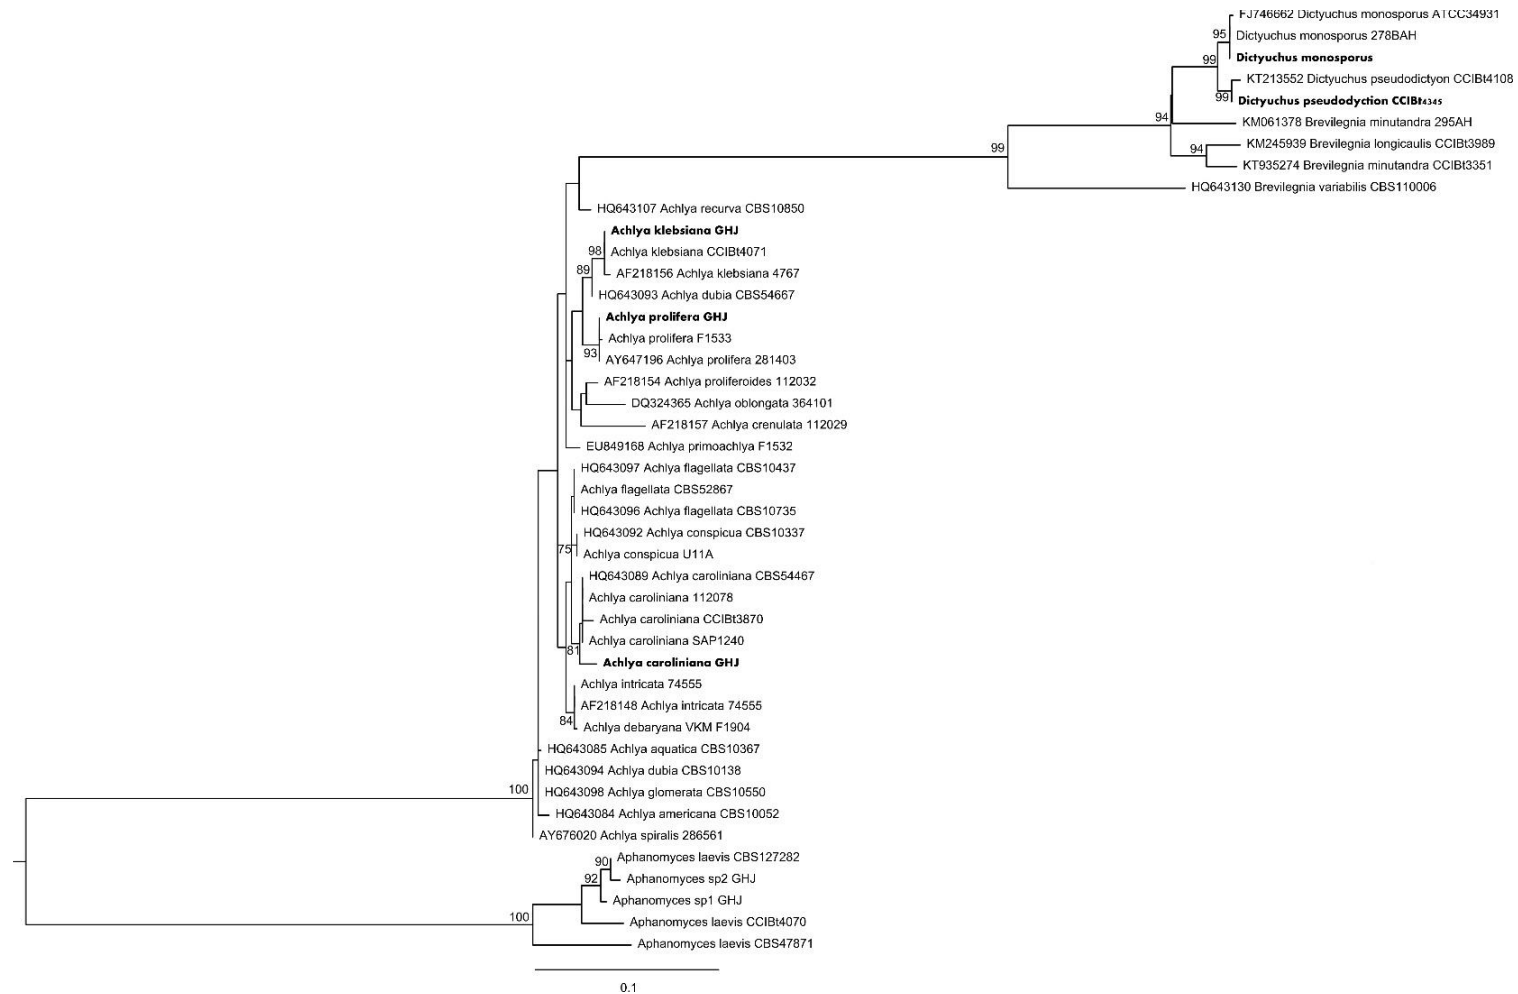 FJ746662 Dictyuchus monosporus ATCC34931
95
Dictyuchus monosporus 278BAH
99
Dictyuchus monosporus
KT213552 Dictyuchus pseudodictyon CCIBt4108
99
Dictyuchus pseudodyction CCIBt4345
94
KM061378 Brevilegnia minutandra 295AH
99
KM245939 Brevilegnia longicaulis CCIBt3989
94
KT935274 Brevilegnia minutandra CCIBt3351
HQ643130 Brevilegnia variabilis CBS110006
HQ643107 Achlya recurva CBS10850
Achlya klebsiana GHJ
98
Achlya klebsiana CCIBt4071
89
AF218156 Achlya klebsiana 4767
HQ643093 Achlya dubia CBS54667
Achlya prolifera GHJ
Achlya prolifera F1533
93
AY647196 Achlya prolifera 281403
AF218154 Achlya proliferoides 112032
DQ324365 Achlya oblongata 364101
AF218157 Achlya crenulata 112029
EU849168 Achlya primoachlya F1532
HQ643097 Achlya flagellata CBS10437
Achlya flagellata CBS52867
HQ643096 Achlya flagellata CBS10735
HQ643092 Achlya conspicua CBS10337
75
Achlya conspicua U11A
HQ643089 Achlya caroliniana CBS54467
Achlya caroliniana 112078
Achlya caroliniana CCIBt3870
Achlya caroliniana SAP1240
81
Achlya caroliniana GHJ
Achlya intricata 74555
AF218148 Achlya intricata 74555
84
Achlya debaryana VKM F1904
HQ643085 Achlya aquatica CBS10367
HQ643094 Achlya dubia CBS10138
100
HQ643098 Achlya glomerata CBS10550
HQ643084 Achlya americana CBS10052
AY676020 Achlya spiralis 286561
Aphanomyces laevis CBS127282
90
92
Aphanomyces sp2 GHJ
Aphanomyces sp1 GHJ
100
Aphanomyces laevis CCIBt4070
Aphanomyces laevis CBS47871
0.1